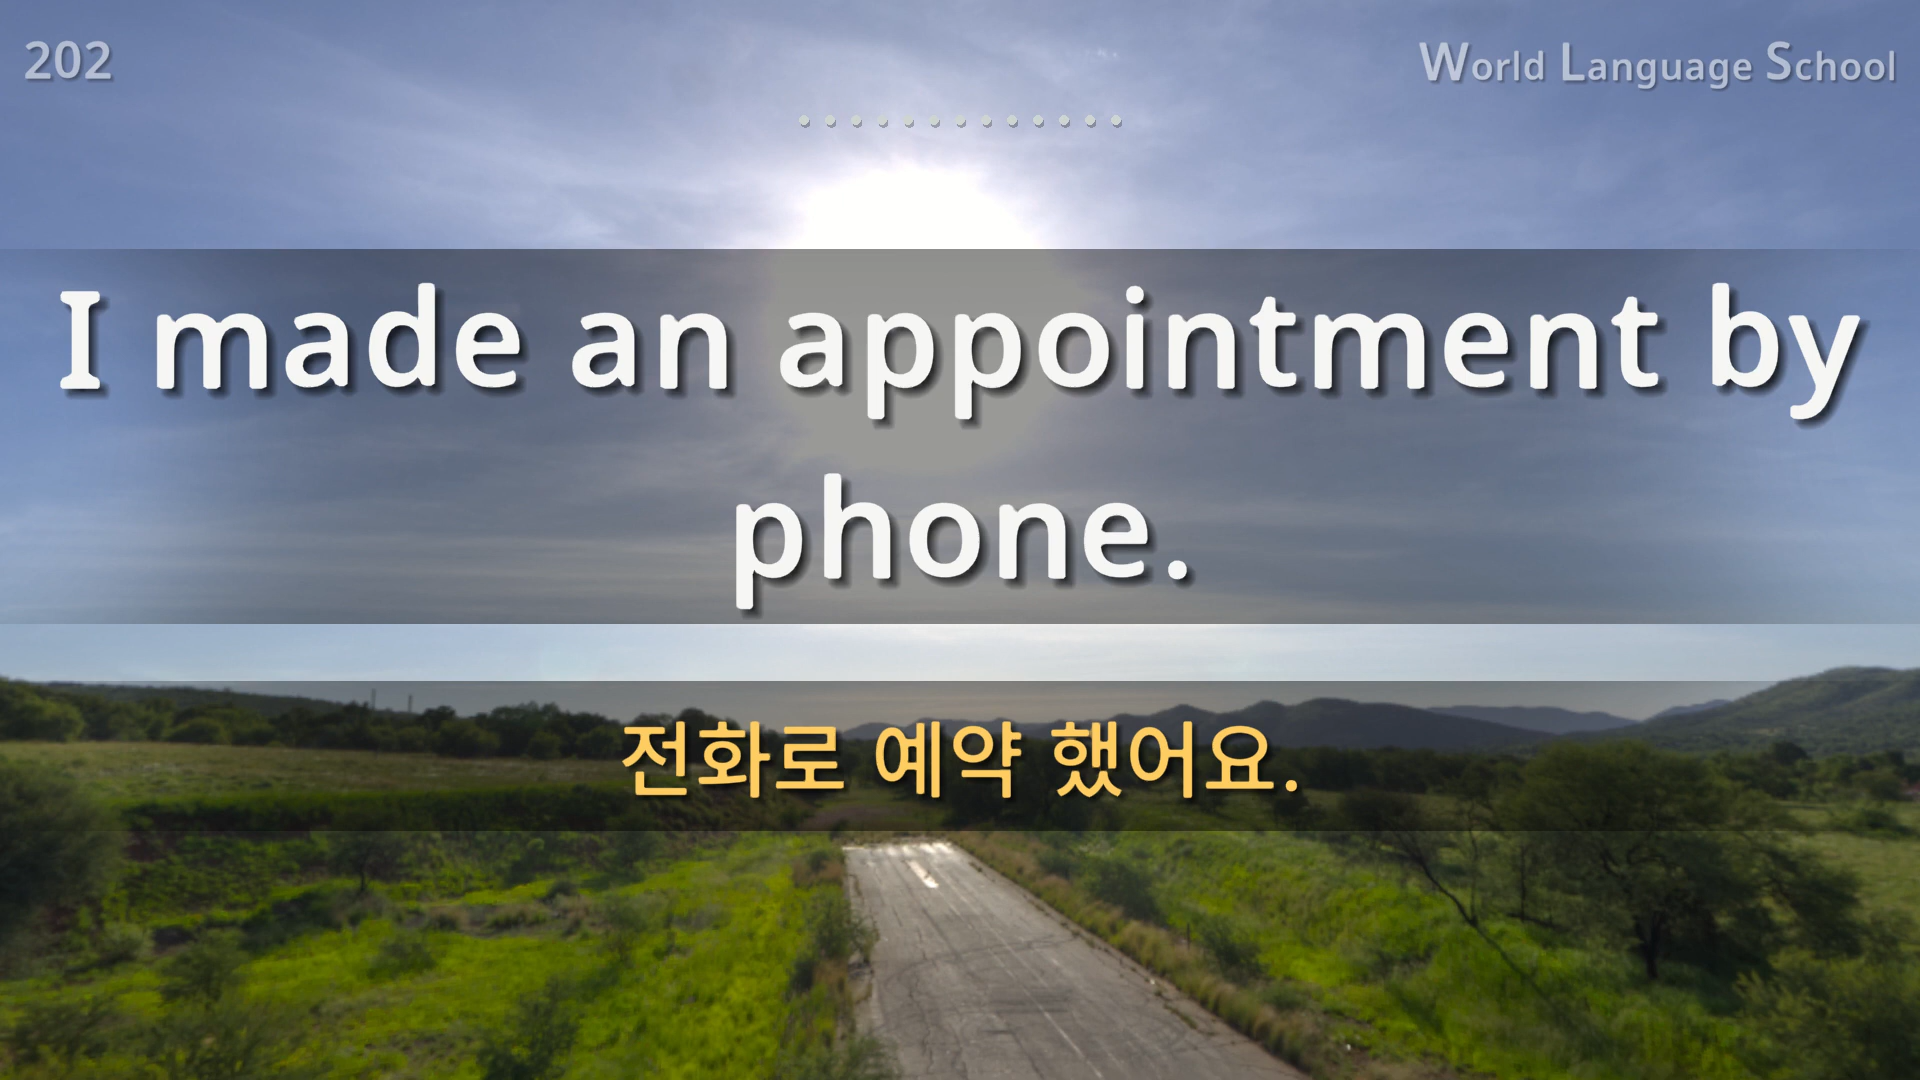 202
World Language School
I made an appointment by
phone.
전화로 예약 했어요.